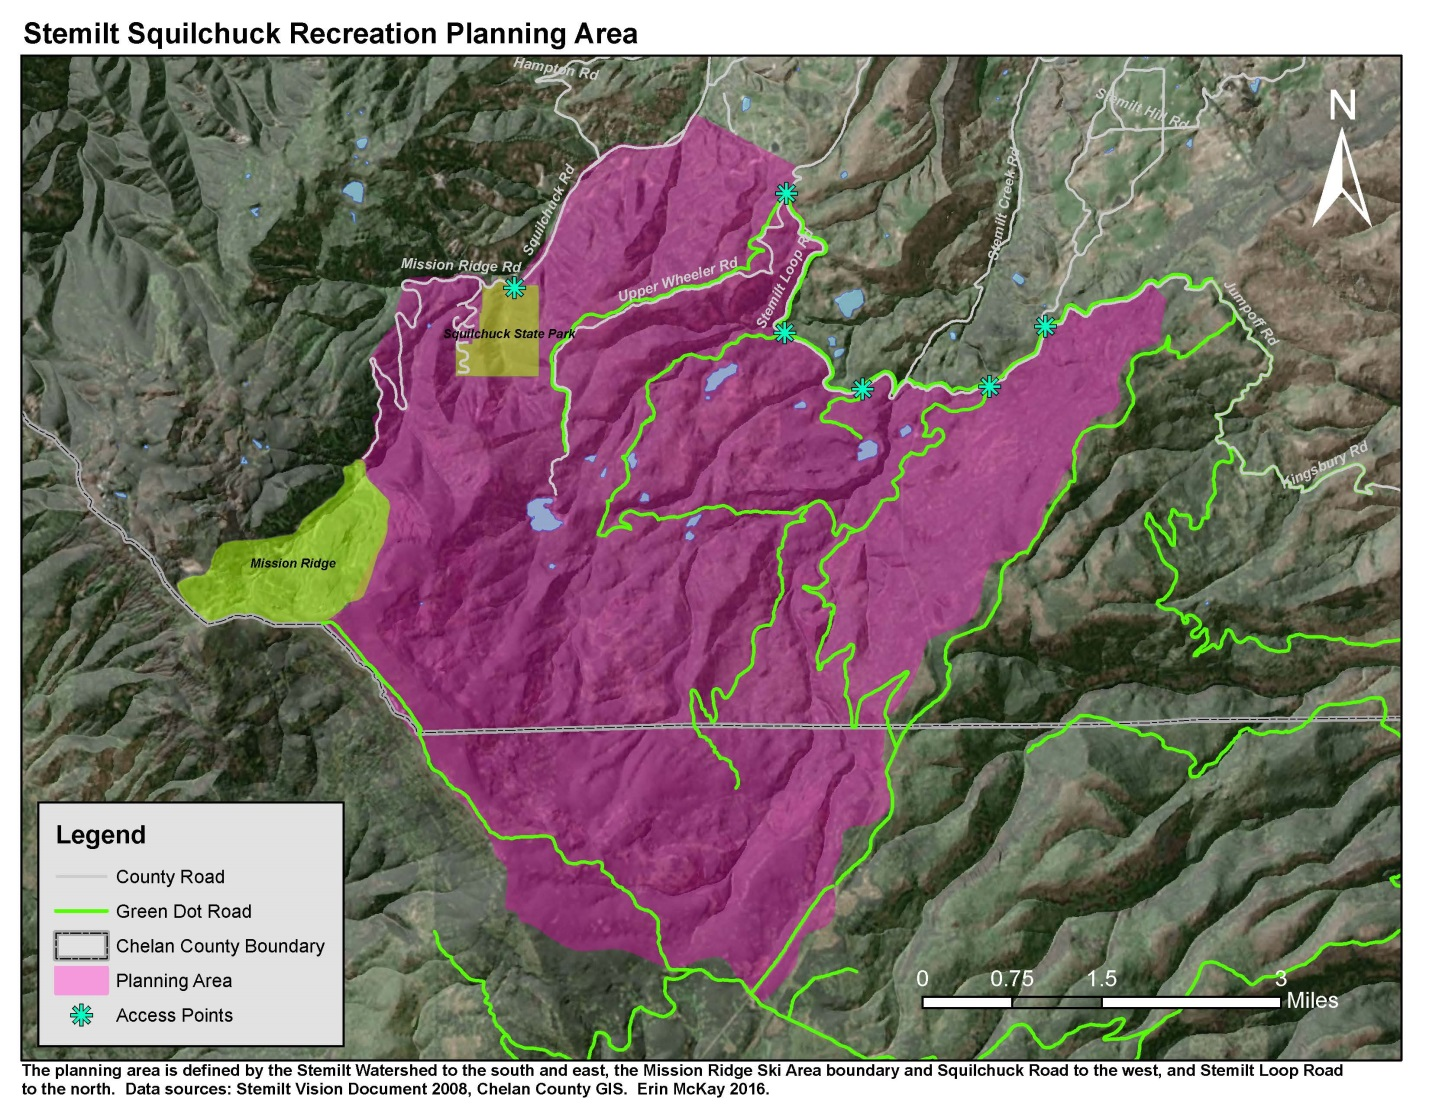 Stemilt Squilchuck Recreation Planning Area
Hampton Rd
Stemilt Hill Rd
N
Squilchuck Rd
Stemilt Creek Rd
Mission Ridge Rd
Upper Wheeler Rd
Stemilt Loop Rd
Jumpoff Rd
Squilchuck State Park
Kingsbury Rd
Mission Ridge
Legend
County Road
Green Dot Road
Chelan County Boundary
Planning Area
Access Points
0 0.75 1.5 3
Miles
The planning area is defined by the Stemilt Watershed to the south and east, the Mission Ridge Ski Area boundary and Squilchuck Road to the west, and Stemilt Loop Road
to the north.  Data sources: Stemilt Vision Document 2008, Chelan County GIS.  Erin McKay 2016.